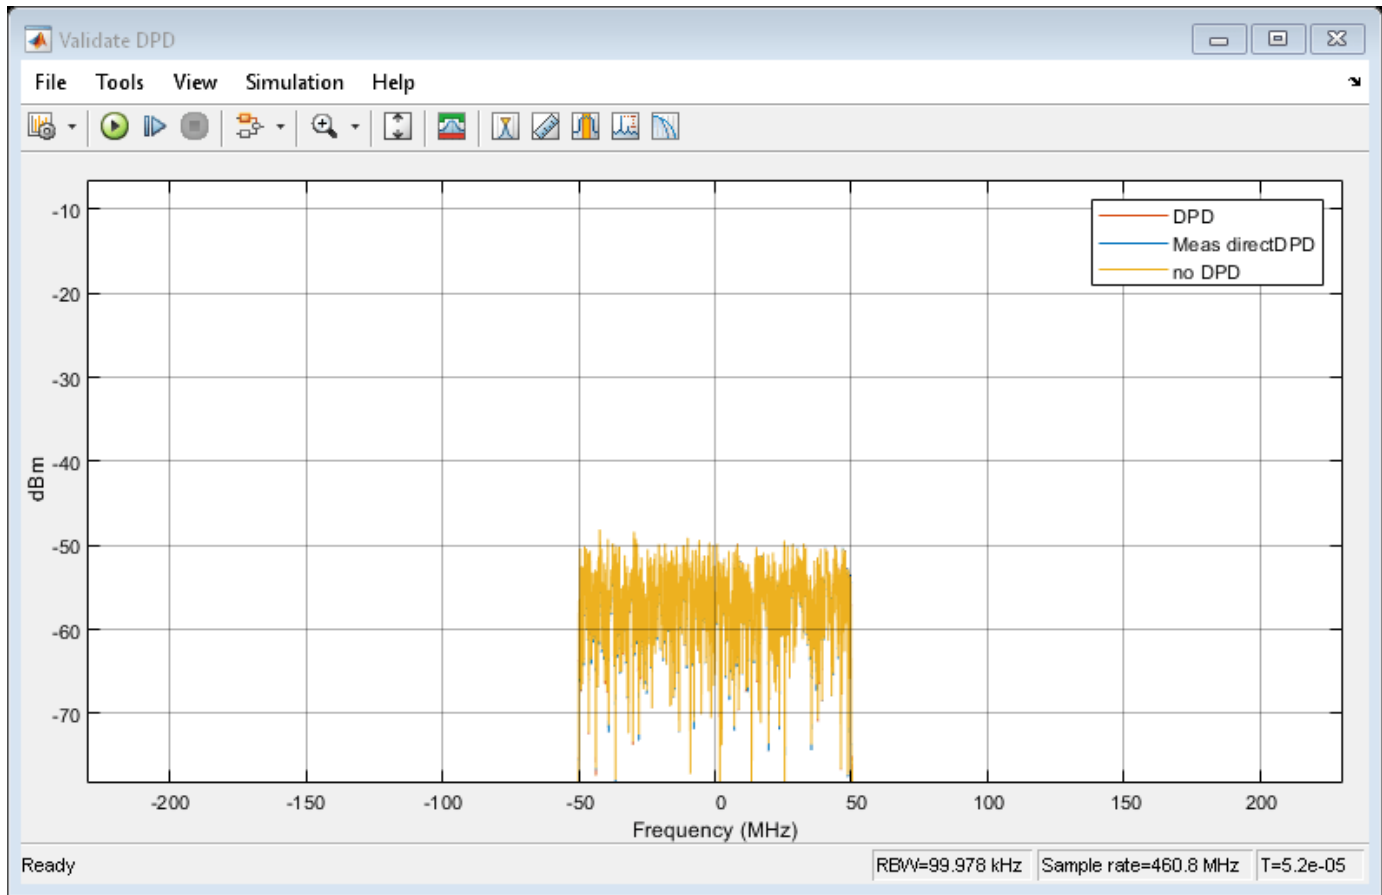 Validate DPD
File Tools View Simulation Help
-10
-20
-30
-40
-50
-60
-70
dBm
DPD
Meas directDPD
no DPD
-200 -150 -100 -50 0 50 100 150 200
Frequency (MHz)
Ready RBW=99.978 kHz Sample rate=460.8 MHz T=5.2e-05